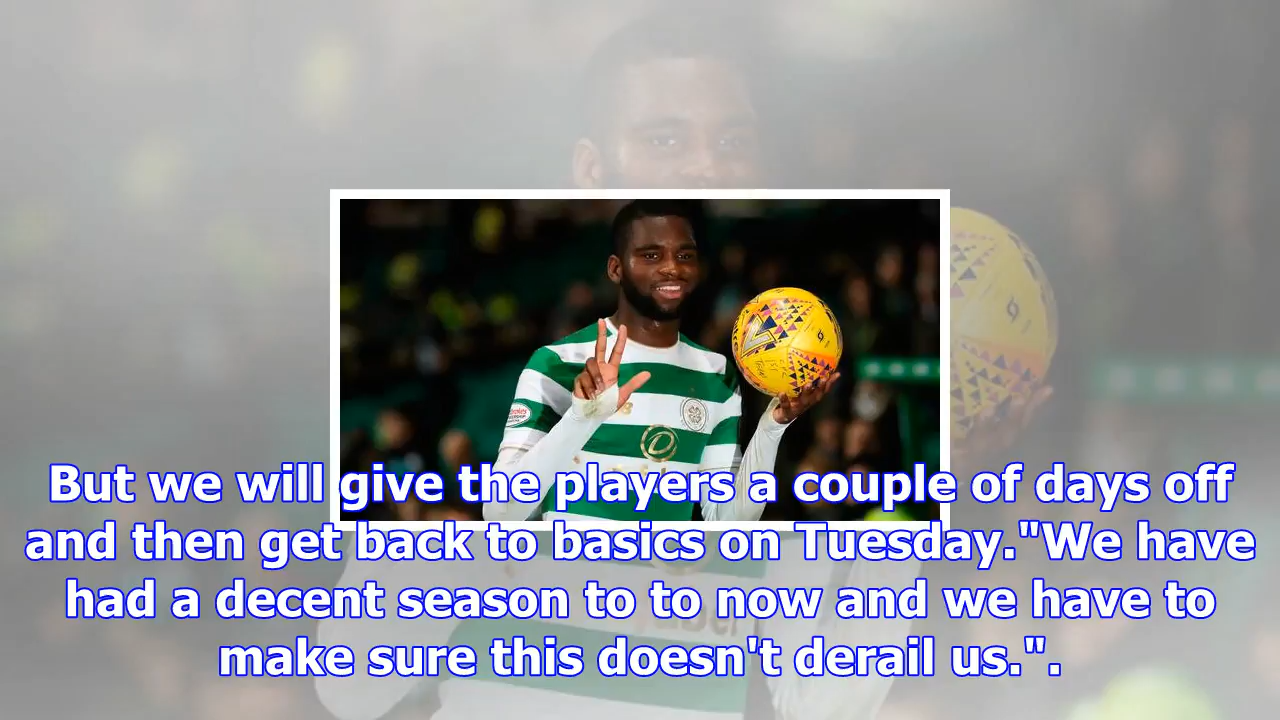 But we will give the players a couple of days off
and then get back to basics on Tuesday."We have
had a decent season to to now and we have to
make sure this doesn't derail us.".